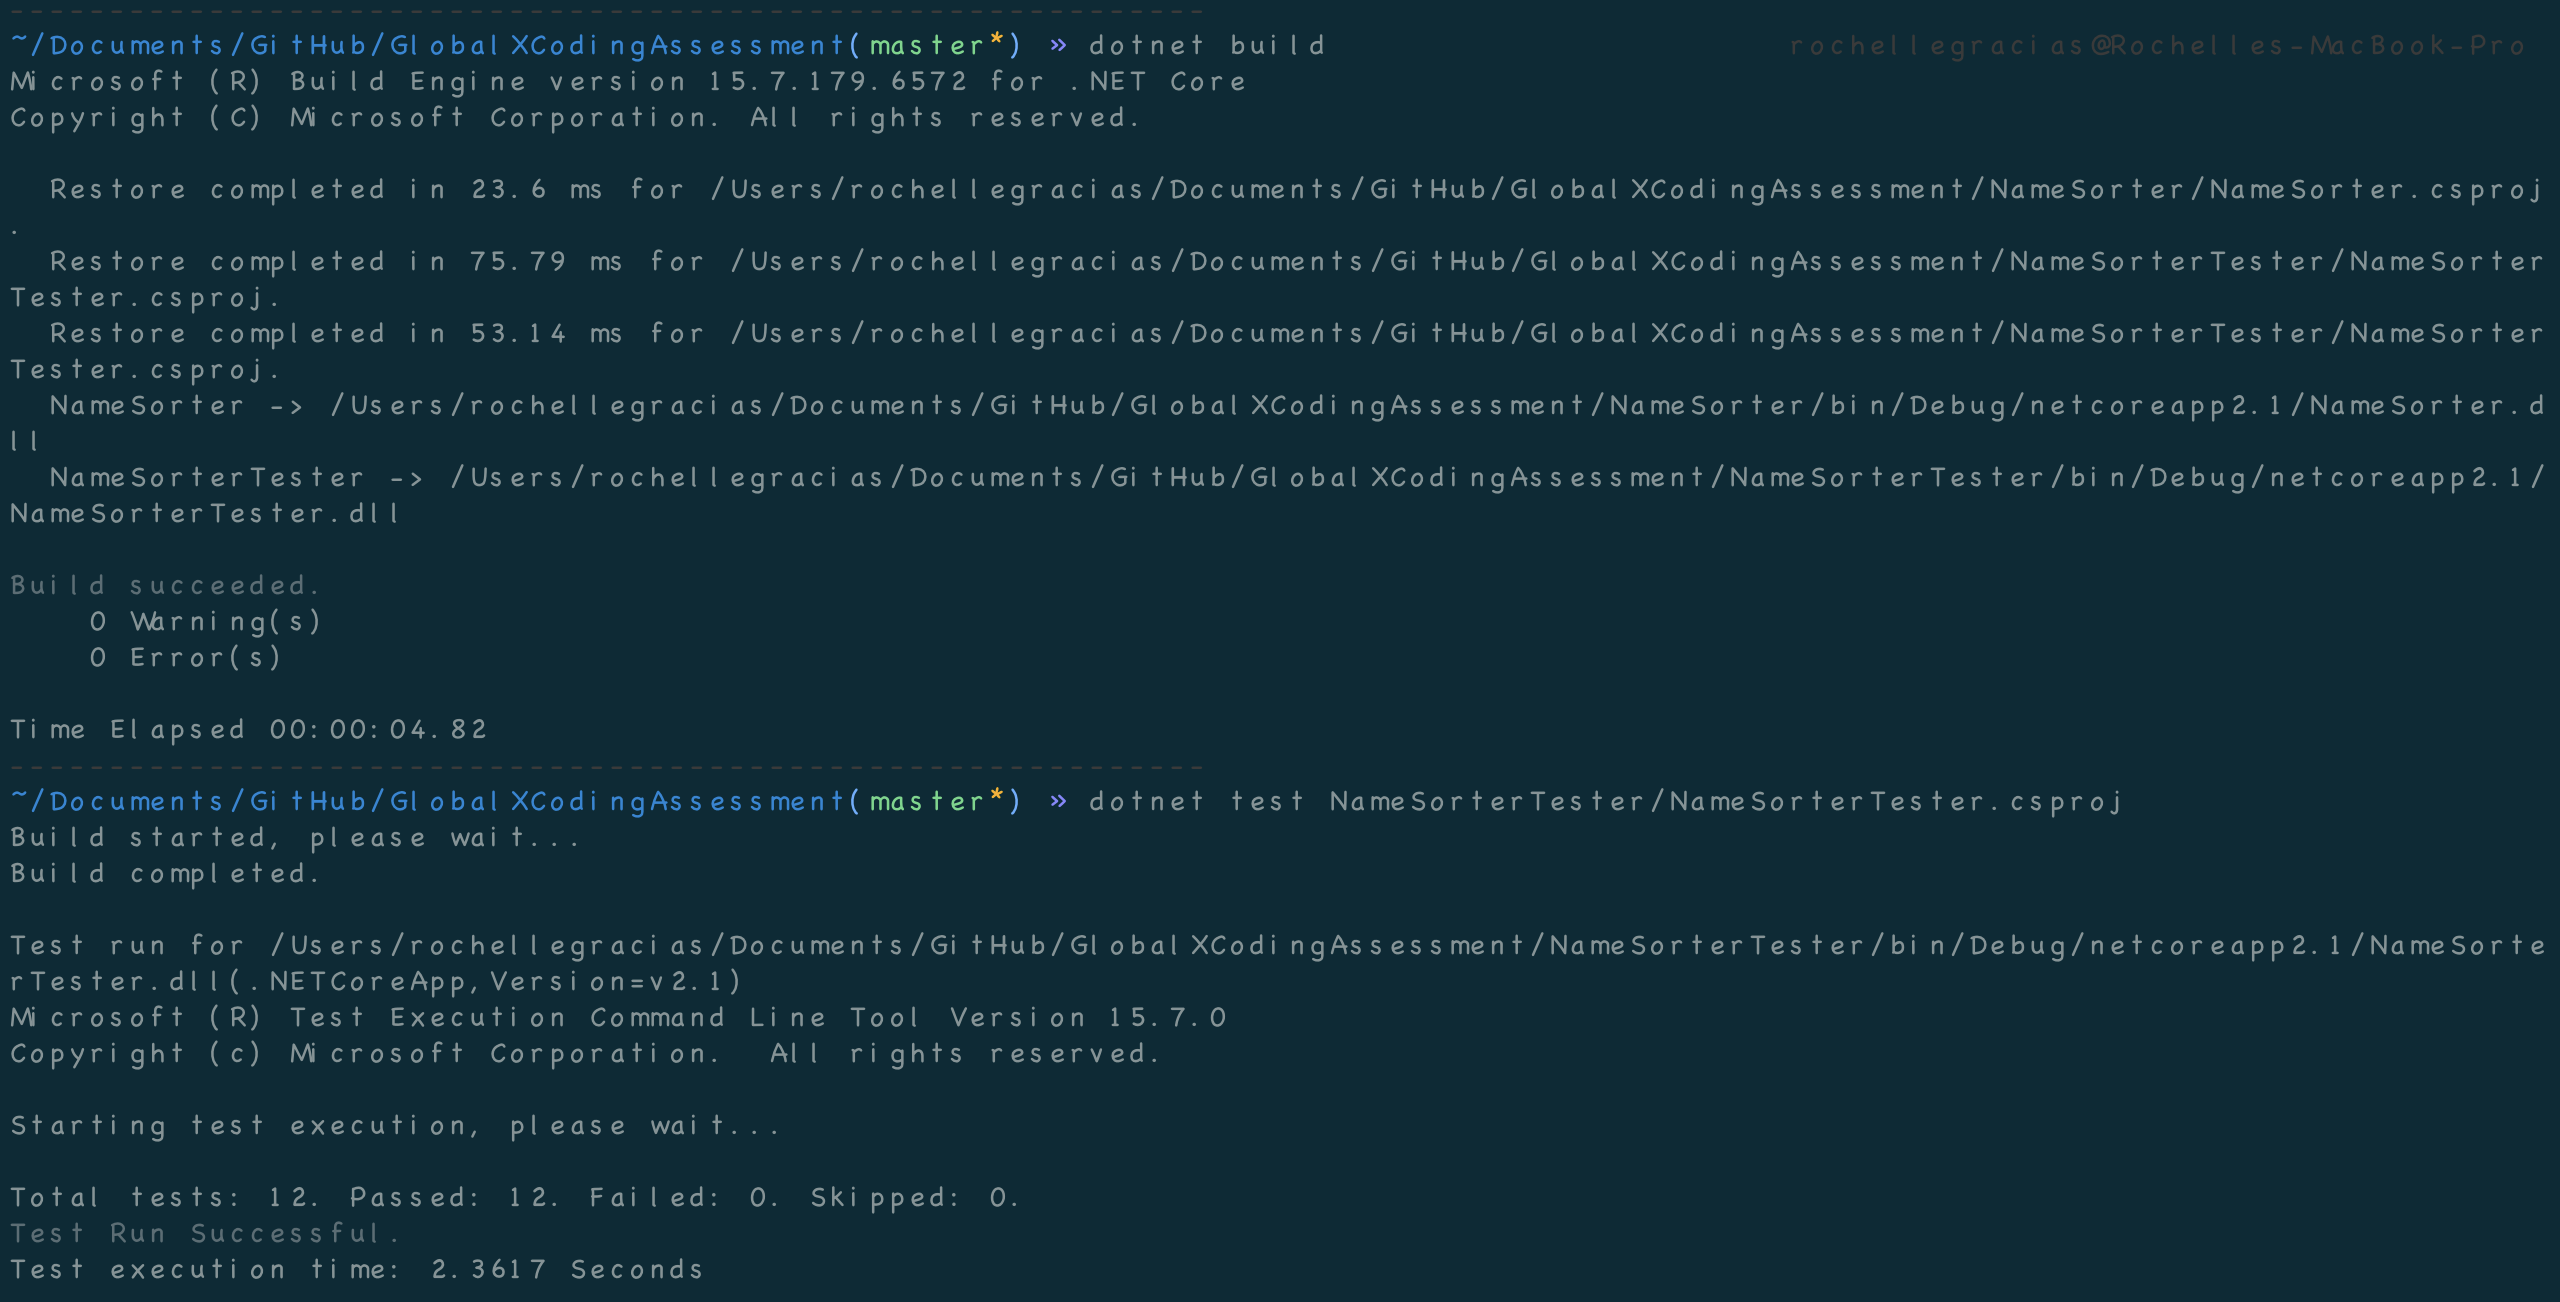 ------------------------------------------------------------
~/Documents/GitHub/GlobalXCodingAssessment(master*) » dotnet build rochellegracias@Rochelles-MacBook-Pro
Microsoft (R) Build Engine version 15.7.179.6572 for .NET Core
Copyright (C) Microsoft Corporation. All rights reserved.
  Restore completed in 23.6 ms for /Users/rochellegracias/Documents/GitHub/GlobalXCodingAssessment/NameSorter/NameSorter.csproj
.
  Restore completed in 75.79 ms for /Users/rochellegracias/Documents/GitHub/GlobalXCodingAssessment/NameSorterTester/NameSorter
Tester.csproj.
  Restore completed in 53.14 ms for /Users/rochellegracias/Documents/GitHub/GlobalXCodingAssessment/NameSorterTester/NameSorter
Tester.csproj.
  NameSorter -> /Users/rochellegracias/Documents/GitHub/GlobalXCodingAssessment/NameSorter/bin/Debug/netcoreapp2.1/NameSorter.d
ll
  NameSorterTester -> /Users/rochellegracias/Documents/GitHub/GlobalXCodingAssessment/NameSorterTester/bin/Debug/netcoreapp2.1/
NameSorterTester.dll
Build succeeded.
    0 Warning(s)
    0 Error(s)
Time Elapsed 00:00:04.82
------------------------------------------------------------
~/Documents/GitHub/GlobalXCodingAssessment(master*) » dotnet test NameSorterTester/NameSorterTester.csproj
Build started, please wait...
Build completed.
Test run for /Users/rochellegracias/Documents/GitHub/GlobalXCodingAssessment/NameSorterTester/bin/Debug/netcoreapp2.1/NameSorte
rTester.dll(.NETCoreApp,Version=v2.1)
Microsoft (R) Test Execution Command Line Tool Version 15.7.0
Copyright (c) Microsoft Corporation.  All rights reserved.
Starting test execution, please wait...
Total tests: 12. Passed: 12. Failed: 0. Skipped: 0.
Test Run Successful.
Test execution time: 2.3617 Seconds